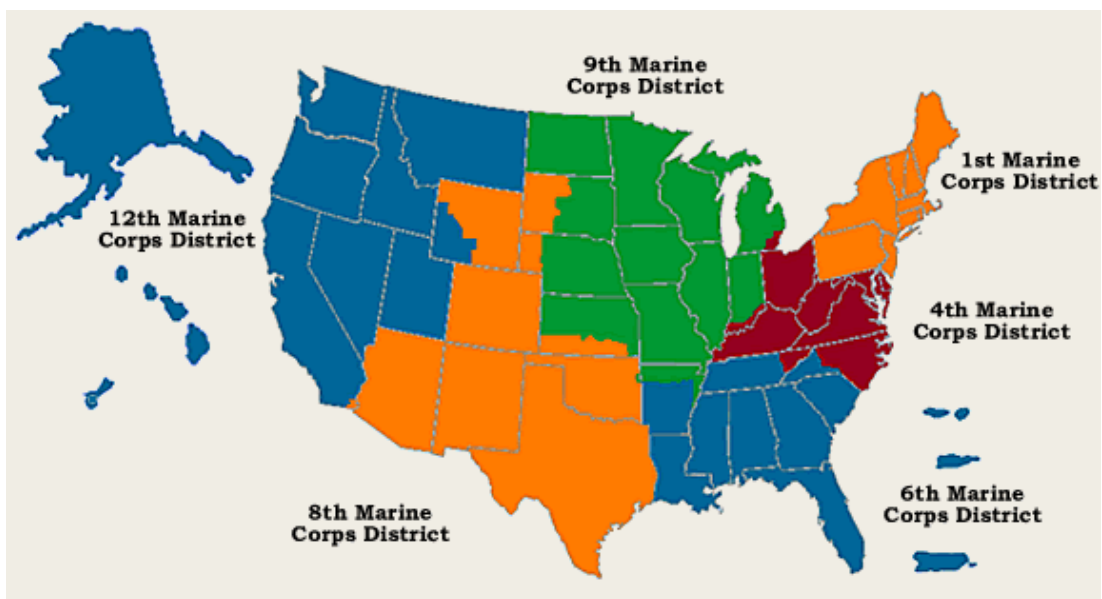 9th Marine
Corps District
1st Marine
Corps District
12th Marine
Corps District
4th Marine
Corps District
6th Marine
Corps District
8th Marine
Corps District